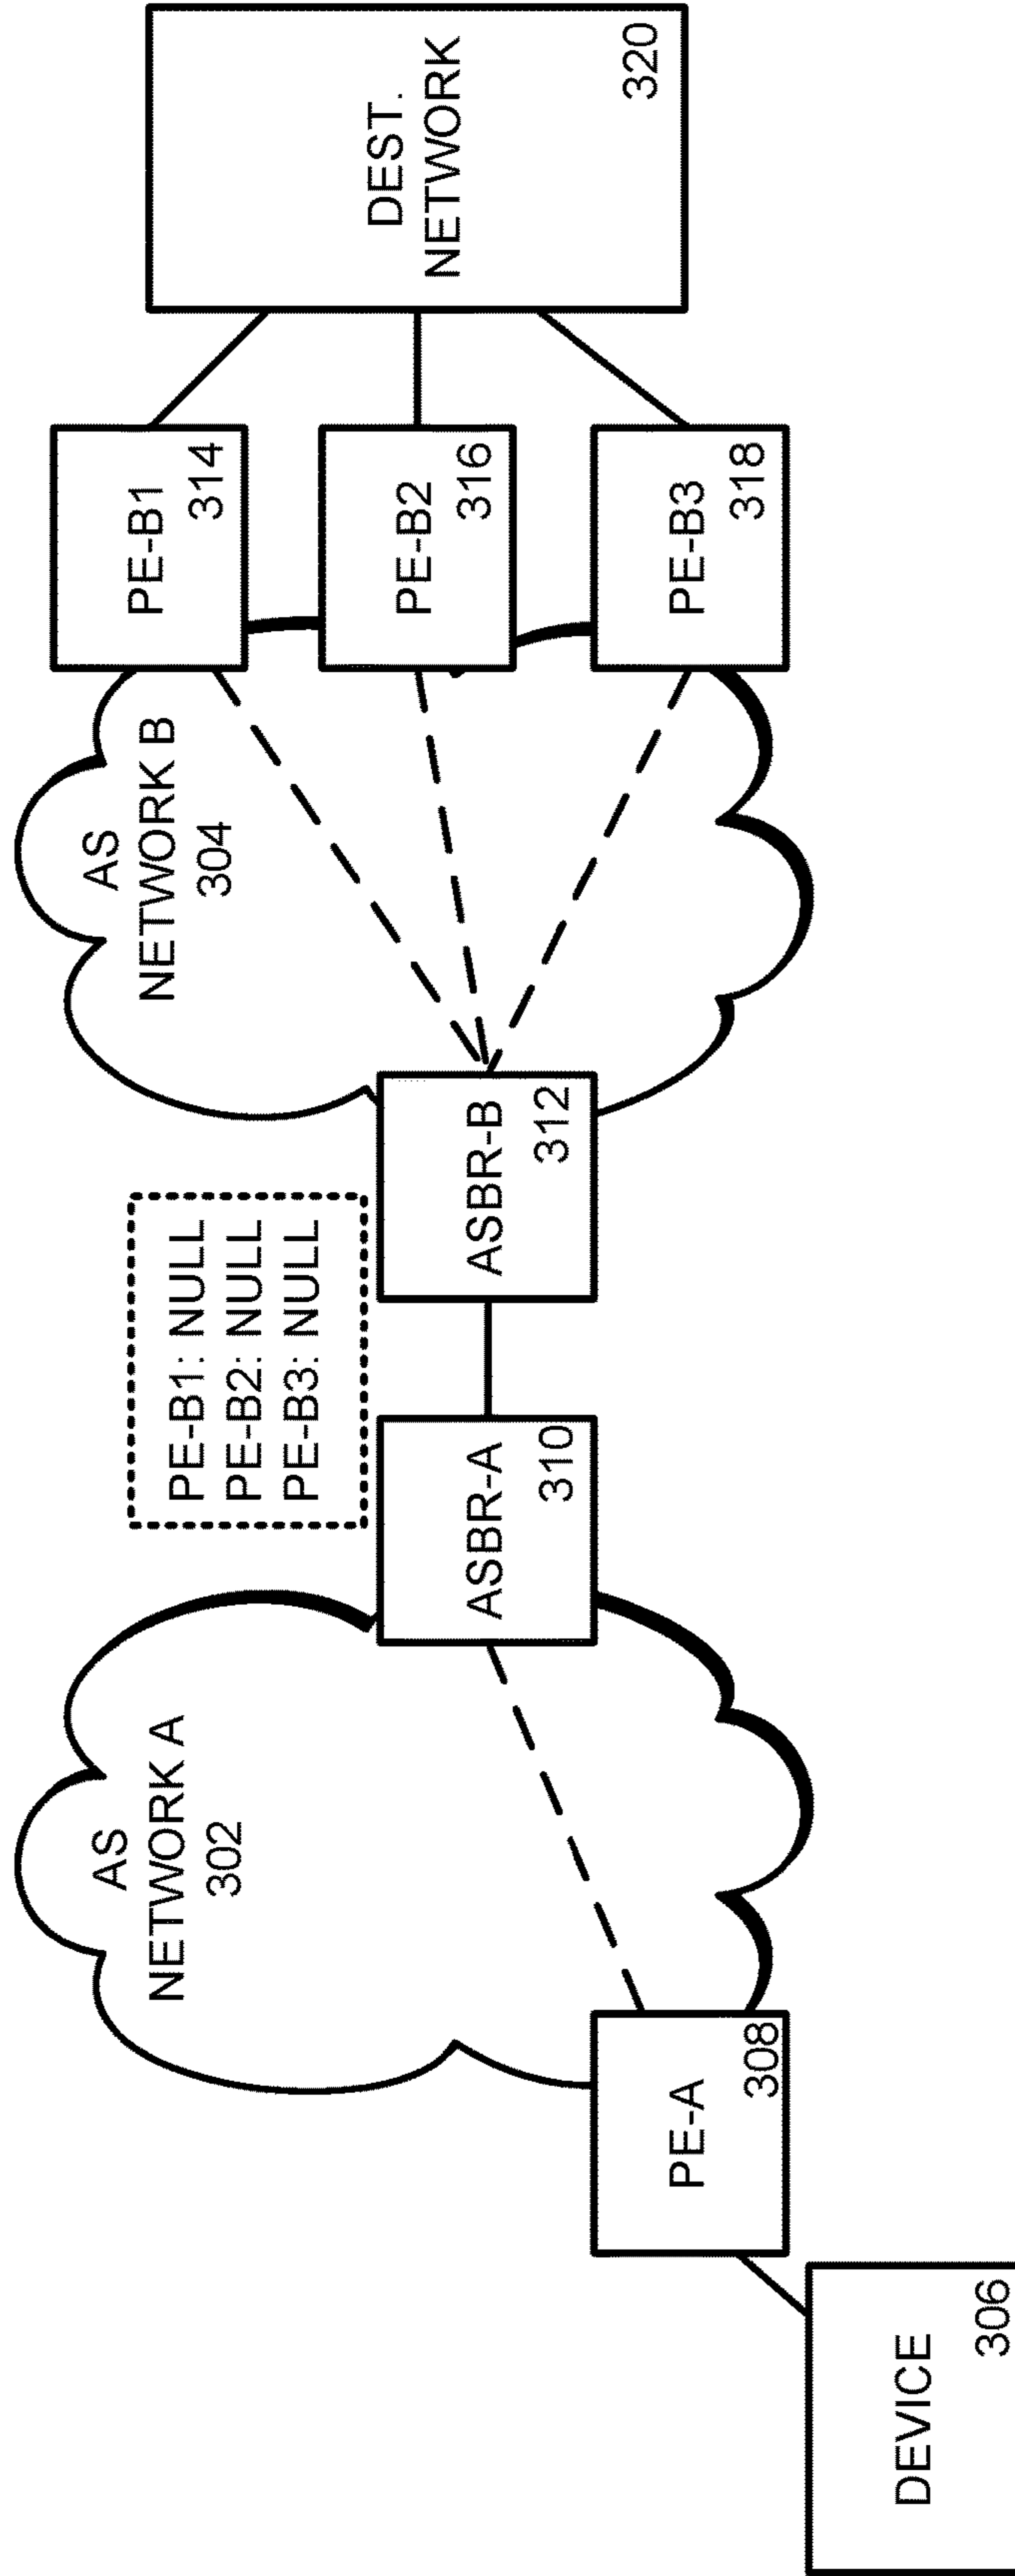 AS
NETWORK A
302
DEVICE
306
PE-A
308
ASBR-A
310
PE-B1: NULL
PE-B2: NULL
PE-B3: NULL
ASBR-B
312
AS
NETWORK B
304
PE-B1
314
PE-B2
316
PE-B3
318
DEST.
NETWORK
320